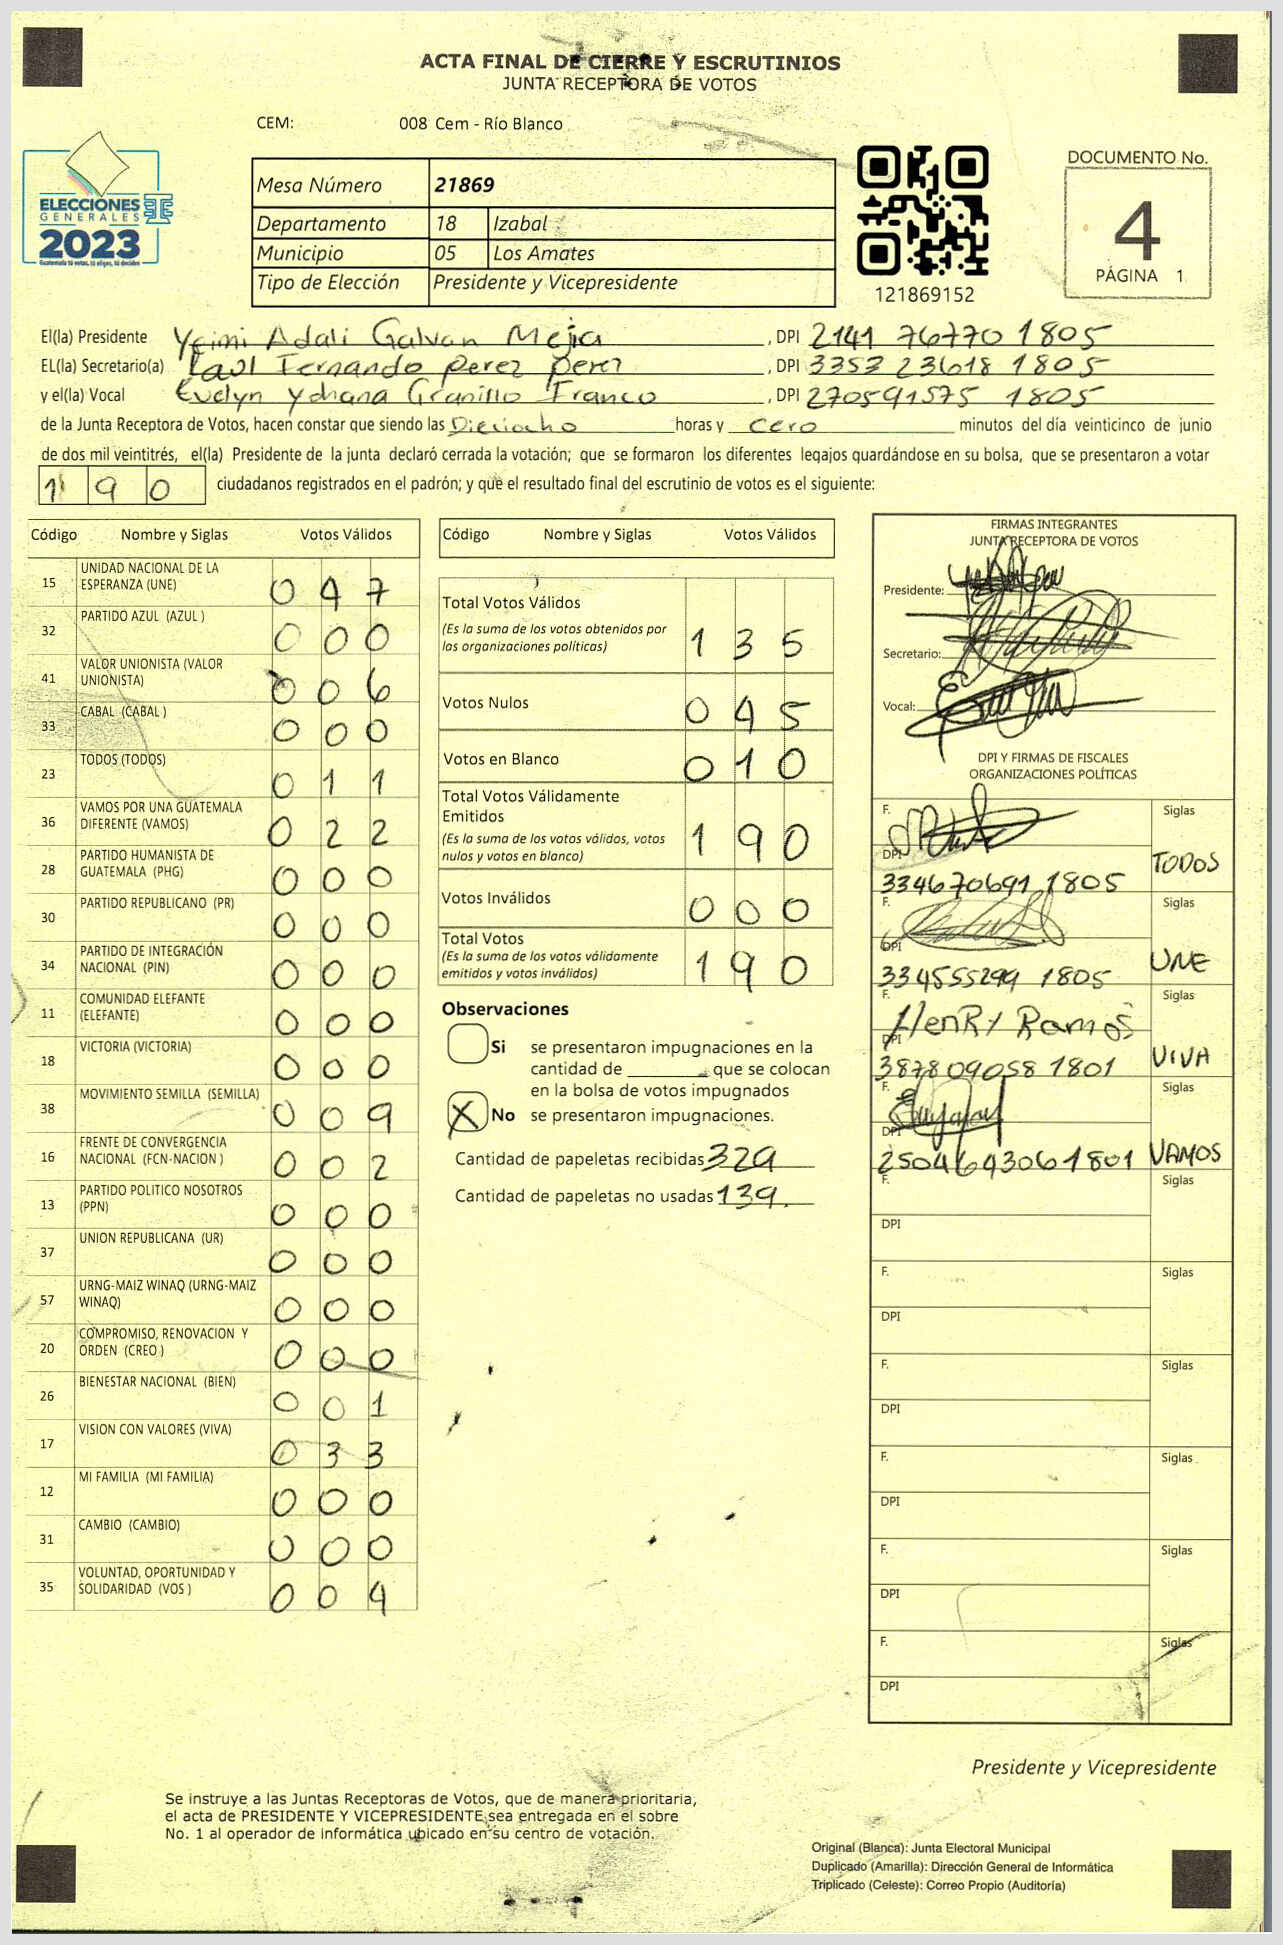 ACTA FINAL DE CIERRE Y ESCRUTINIOS
JUNTA RECEPTORA DE VOTOS
CEM: 008 Cem - Río Blanco
ELECCIONES
GENERALES
2023
Guatemala tú votas, tú eliges, tú decides
Mesa Número 21869
Departamento 18 Izabal
Municipio 05 Los Amates
Tipo de Elección Presidente y Vicepresidente
121869152
DOCUMENTO No.
4
PÁGINA 1
El(la) Presidente Yeimi Adali Galvan Mejia, DPI 2141 76770 1805
EL(la) Secretario(a) Raul Fernando perez perez, DPI 3353 23618 1805
y el(la) Vocal Evelyn Yohana Granillo Franco, DPI 270591575 1805
de la Junta Receptora de Votos, hacen constar que siendo las Dieciocho horas y cero minutos del día veinticinco de junio
de dos mil veintitrés, el(la) Presidente de la junta declaró cerrada la votación; que se formaron los diferentes legajos quardándose en su bolsa, que se presentaron a votar
190 ciudadanos registrados en el padrón; y que el resultado final del escrutinio de votos es el siguiente:
Código Nombre y Siglas Votos Válidos
15 UNIDAD NACIONAL DE LA ESPERANZA (UNE) 0 4 7
32 PARTIDO AZUL (AZUL ) 0 0 0
41 VALOR UNIONISTA (VALOR UNIONISTA) 0 0 6
33 CABAL (CABAL ) 0 0 0
23 TODOS (TODOS) 0 1 1
36 VAMOS POR UNA GUATEMALA DIFERENTE (VAMOS) 0 2 2
28 PARTIDO HUMANISTA DE GUATEMALA (PHG) 0 0 0
30 PARTIDO REPUBLICANO (PR) 0 0 0
34 PARTIDO DE INTEGRACIÓN NACIONAL (PIN) 0 0 0
11 COMUNIDAD ELEFANTE (ELEFANTE) 0 0 0
18 VICTORIA (VICTORIA) 0 0 0
38 MOVIMIENTO SEMILLA (SEMILLA) 0 0 9
16 FRENTE DE CONVERGENCIA NACIONAL (FCN-NACION ) 0 0 2
13 PARTIDO POLITICO NOSOTROS (PPN) 0 0 0
37 UNION REPUBLICANA (UR) 0 0 0
57 URNG-MAIZ WINAQ (URNG-MAIZ WINAQ) 0 0 0
20 COMPROMISO, RENOVACION Y ORDEN (CREO ) 0 0 0
26 BIENESTAR NACIONAL (BIEN) 0 0 1
17 VISION CON VALORES (VIVA) 0 3 3
12 MI FAMILIA (MI FAMILIA) 0 0 0
31 CAMBIO (CAMBIO) 0 0 0
35 VOLUNTAD, OPORTUNIDAD Y SOLIDARIDAD (VOS ) 0 0 4
Código Nombre y Siglas Votos Válidos
Total Votos Válidos
(Es la suma de los votos obtenidos por
las organizaciones políticas) 1 3 5
Votos Nulos 0 4 5
Votos en Blanco 0 1 0
Total Votos Válidamente
Emitidos
(Es la suma de los votos válidos, votos
nulos y votos en blanco) 1 9 0
Votos Inválidos 0 0 0
Total Votos
(Es la suma de los votos válidamente
emitidos y votos inválidos) 1 9 0
Observaciones
Si se presentaron impugnaciones en la
cantidad de ________ que se colocan
en la bolsa de votos impugnados
X No se presentaron impugnaciones.
Cantidad de papeletas recibidas 329
Cantidad de papeletas no usadas 139.
FIRMAS INTEGRANTES
JUNTA RECEPTORA DE VOTOS
Presidente:
Secretario:
Vocal:
DPI Y FIRMAS DE FISCALES
ORGANIZACIONES POLÍTICAS
F. Siglas
DPI 334670691 1805 TODOS
F. Siglas
DPI 334555299 1805 UNE
F. Henry Ramos Siglas
DPI 387809058 1801 VIVA
F. Siglas
DPI 250464306 1801 VAMOS
F. Siglas
DPI
F. Siglas
DPI
F. Siglas
DPI
F. Siglas
DPI
F. Siglas
DPI
F. Siglas
DPI
Presidente y Vicepresidente
Se instruye a las Juntas Receptoras de Votos, que de manera prioritaria,
el acta de PRESIDENTE Y VICEPRESIDENTE sea entregada en el sobre
No. 1 al operador de informática ubicado en su centro de votación.
Original (Blanca): Junta Electoral Municipal
Duplicado (Amarilla): Dirección General de Informática
Triplicado (Celeste): Correo Propio (Auditoría)